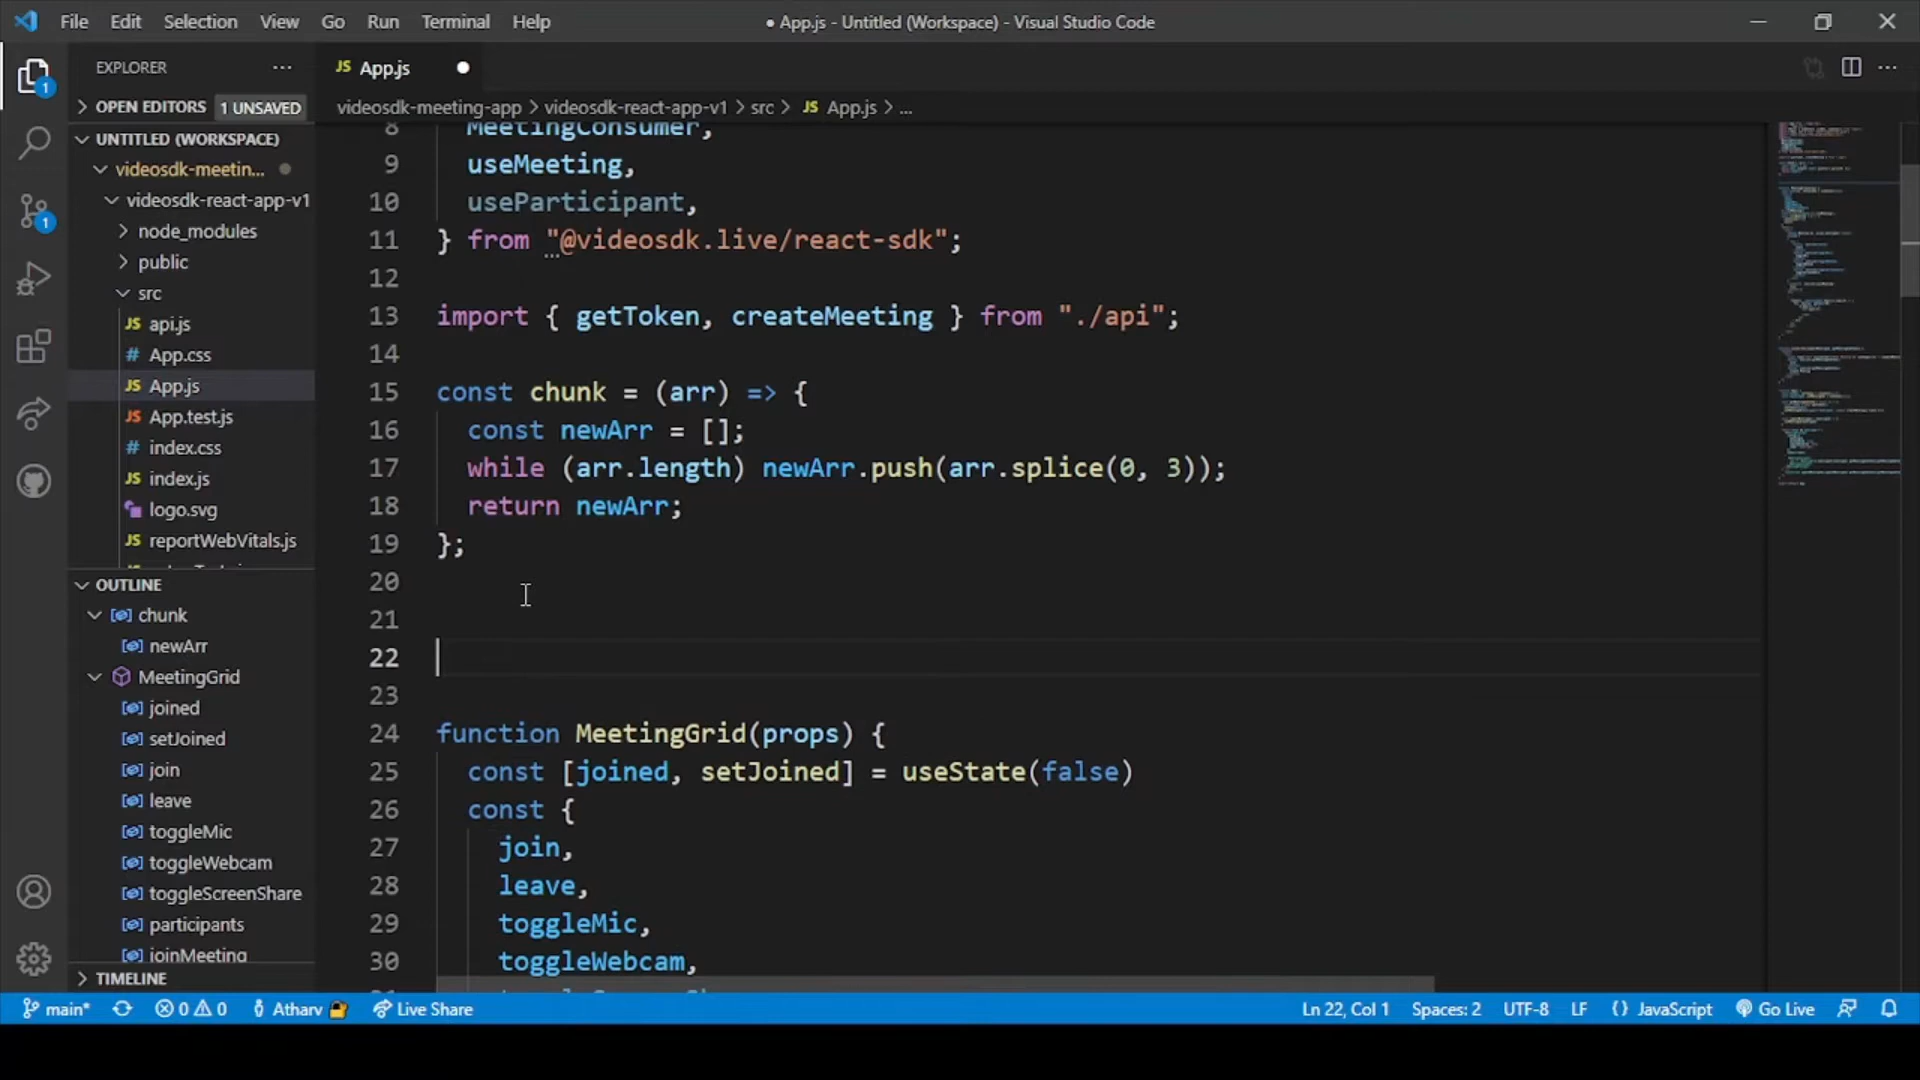 File Edit Selection View Go Run Terminal Help
● App.js - Untitled (Workspace) - Visual Studio Code
EXPLORER
OPEN EDITORS 1 UNSAVED
UNTITLED (WORKSPACE)
videosdk-meetin...
videosdk-react-app-v1
node_modules
public
src
JS api.js
# App.css
JS App.js
JS App.test.js
# index.css
JS index.js
logo.svg
JS reportWebVitals.js
OUTLINE
chunk
newArr
MeetingGrid
joined
setJoined
join
leave
toggleMic
toggleWebcam
toggleScreenShare
participants
joinMeeting
TIMELINE
JS App.js ●
videosdk-meeting-app > videosdk-react-app-v1 > src > JS App.js > ...
8 MeetingConsumer,
9 useMeeting,
10 useParticipant,
11 } from "@videosdk.live/react-sdk";
12
13 import { getToken, createMeeting } from "./api";
14
15 const chunk = (arr) => {
16 const newArr = [];
17 while (arr.length) newArr.push(arr.splice(0, 3));
18 return newArr;
19 };
20
21
22
23
24 function MeetingGrid(props) {
25 const [joined, setJoined] = useState(false)
26 const {
27 join,
28 leave,
29 toggleMic,
30 toggleWebcam,
main* 0 0 Atharv Live Share
Ln 22, Col 1 Spaces: 2 UTF-8 LF {} JavaScript Go Live
1
1